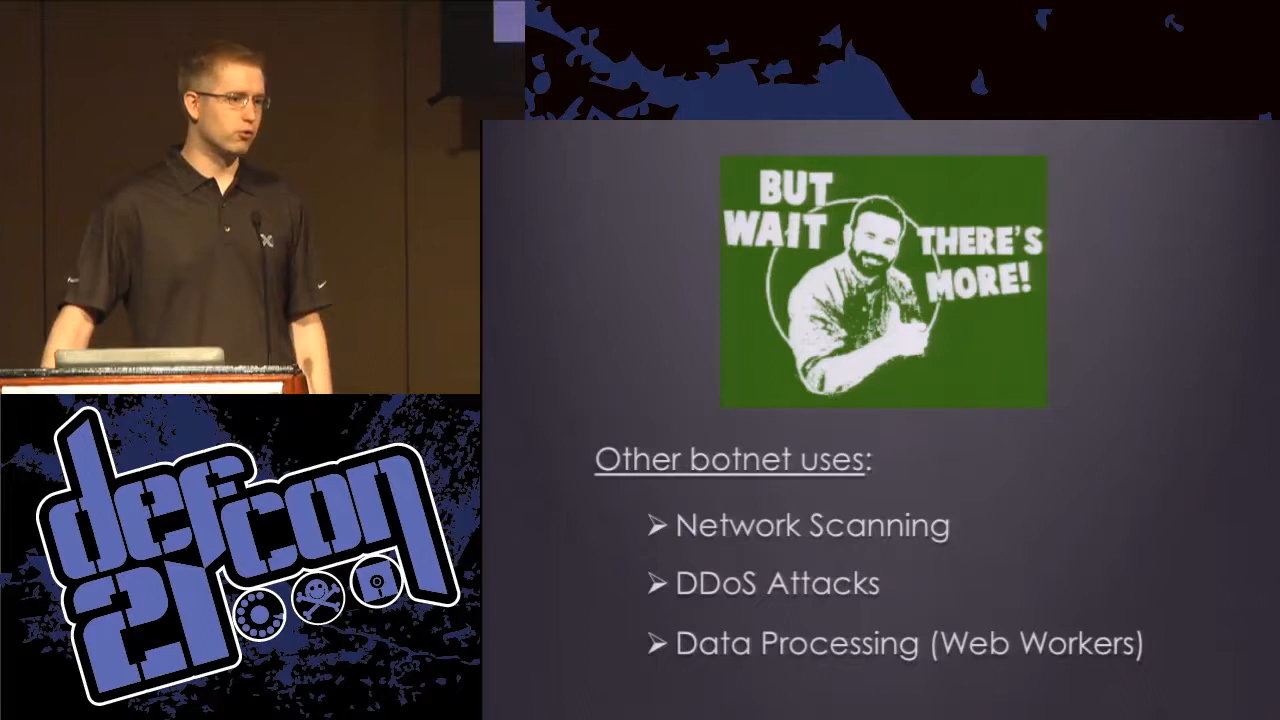 BUT
WAIT
THERE'S
MORE!
Other botnet uses:
➢ Network Scanning
➢ DDoS Attacks
➢ Data Processing (Web Workers)
defcon
21